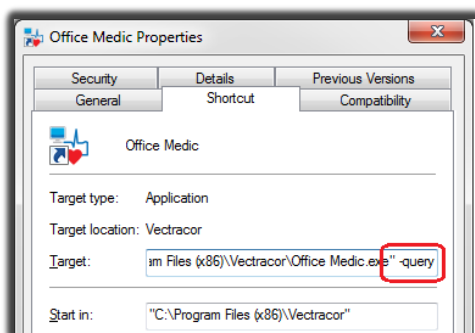 Office Medic Properties
Security Details Previous Versions
General Shortcut Compatibility
Office Medic
Target type: Application
Target location: Vectracor
Target: am Files (x86)\Vectracor\Office Medic.exe" -query
Start in: "C:\Program Files (x86)\Vectracor"